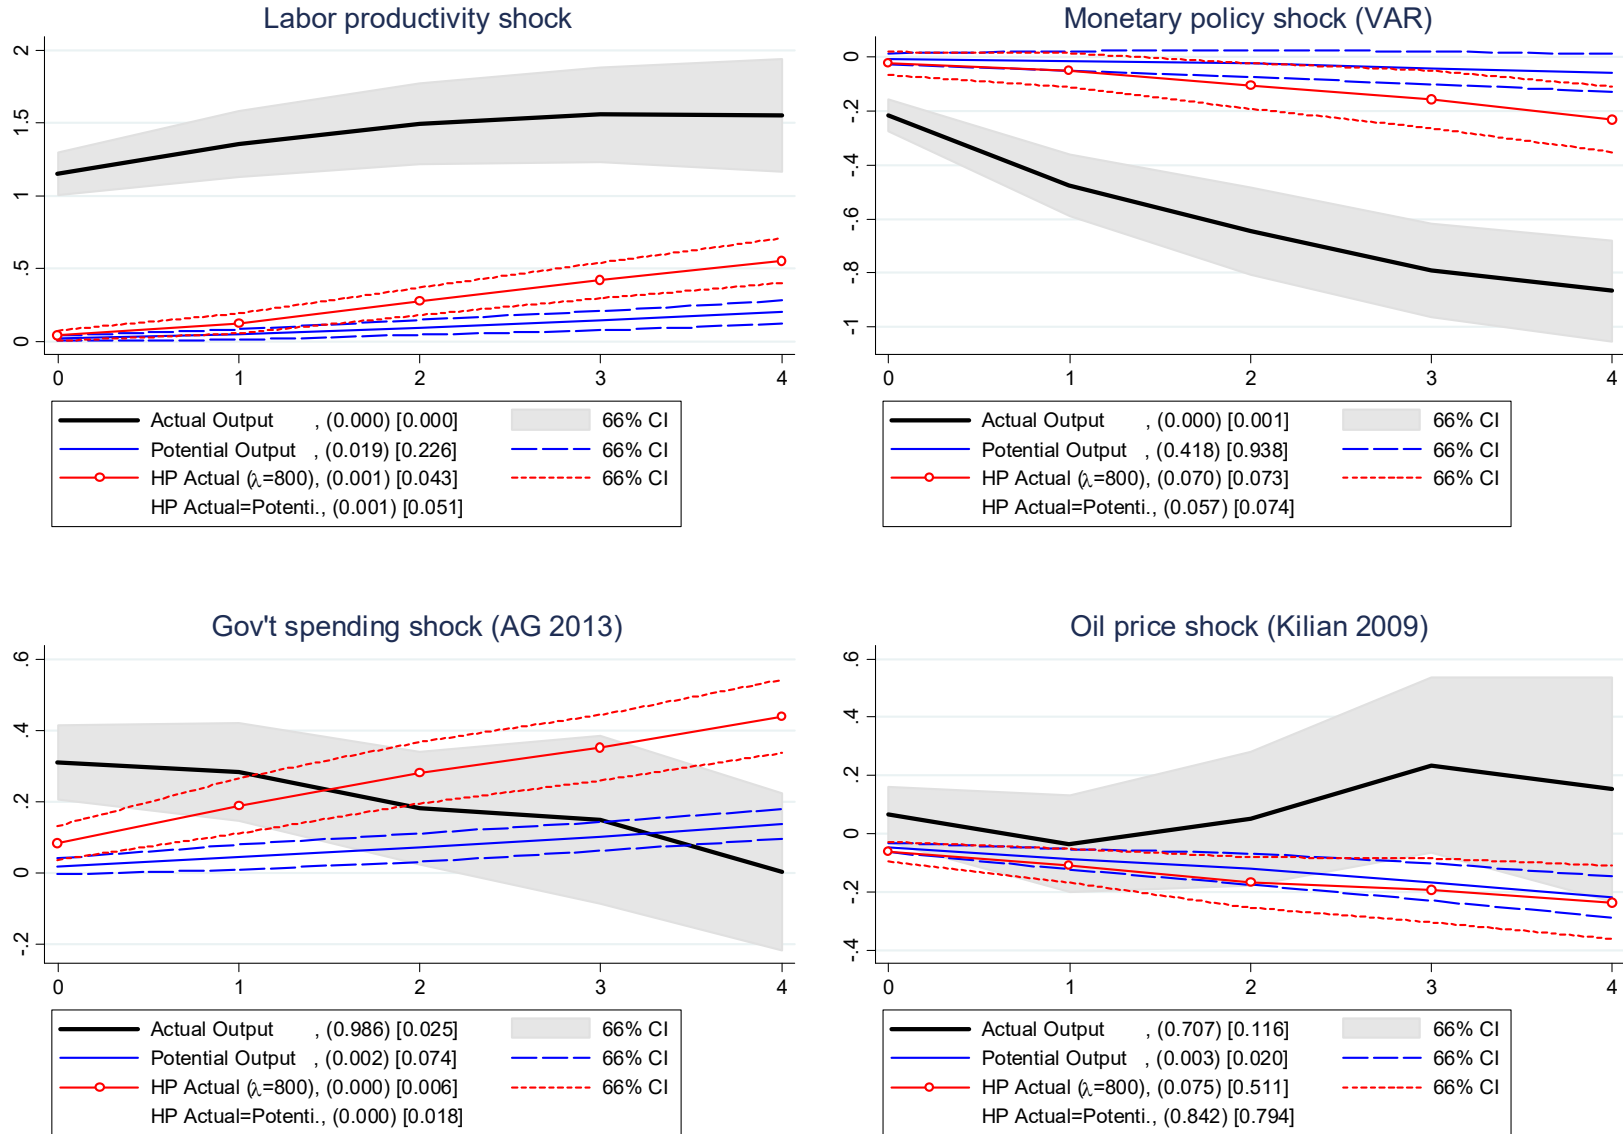 Labor productivity shock
2
1.5
1
.5
0
0 1 2 3 4
Actual Output , (0.000) [0.000] 66% CI
Potential Output , (0.019) [0.226] 66% CI
HP Actual (λ=800), (0.001) [0.043] 66% CI
HP Actual=Potenti., (0.001) [0.051]
Monetary policy shock (VAR)
0
-.2
-.4
-.6
-.8
-1
0 1 2 3 4
Actual Output , (0.000) [0.001] 66% CI
Potential Output , (0.418) [0.938] 66% CI
HP Actual (λ=800), (0.070) [0.073] 66% CI
HP Actual=Potenti., (0.057) [0.074]
Gov't spending shock (AG 2013)
.6
.4
.2
0
-.2
0 1 2 3 4
Actual Output , (0.986) [0.025] 66% CI
Potential Output , (0.002) [0.074] 66% CI
HP Actual (λ=800), (0.000) [0.006] 66% CI
HP Actual=Potenti., (0.000) [0.018]
Oil price shock (Kilian 2009)
.6
.4
.2
0
-.2
-.4
0 1 2 3 4
Actual Output , (0.707) [0.116] 66% CI
Potential Output , (0.003) [0.020] 66% CI
HP Actual (λ=800), (0.075) [0.511] 66% CI
HP Actual=Potenti., (0.842) [0.794]